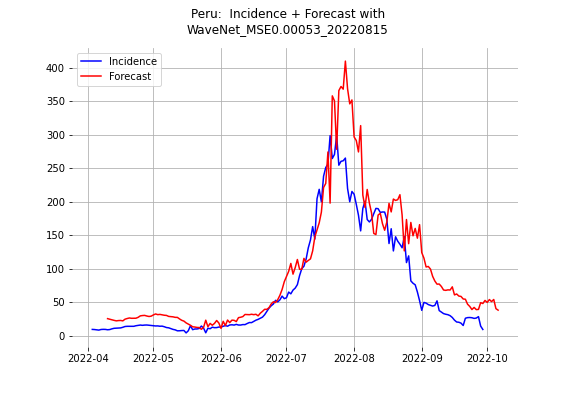 Peru:  Incidence + Forecast with
WaveNet_MSE0.00053_20220815
Incidence
Forecast
400
350
300
250
200
150
100
50
0
2022-04 2022-05 2022-06 2022-07 2022-08 2022-09 2022-10